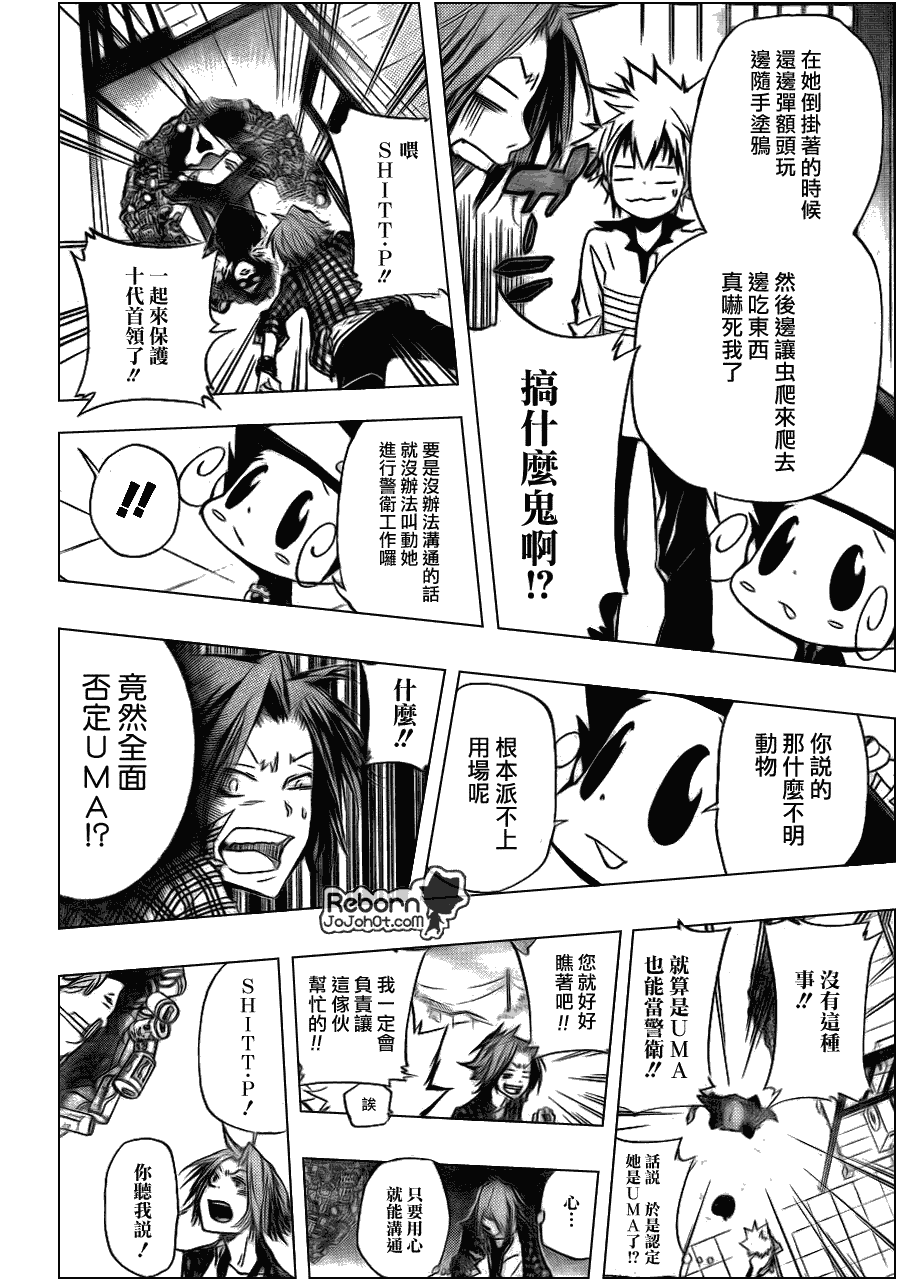 在她倒掛著的時候
還邊彈額頭玩
邊隨手塗鴉
然後邊讓虫爬來爬去
邊吃東西
真嚇死我了
搞什麼鬼啊!?
喂
SHITT·P!!
一起來保護
十代首領了!!
要是沒辦法溝通的話
就沒辦法叫動她
進行警衛工作囉
!!
你說的
那什麼不明
動物
根本派不上
用場呢
什麼!!
竟然全面
否定UMA!?
沒有這種
事!!
就算是UMA
也能當警衛!!
話説 於是認定
她是UMA了!?
您就好好
瞧著吧!!
我一定會
負責讓
這傢伙
幫忙的!!
誒
心…
只要用心
就能溝通
SHITT·P!
你聽我説!
Reborn
JoJoHOt.com